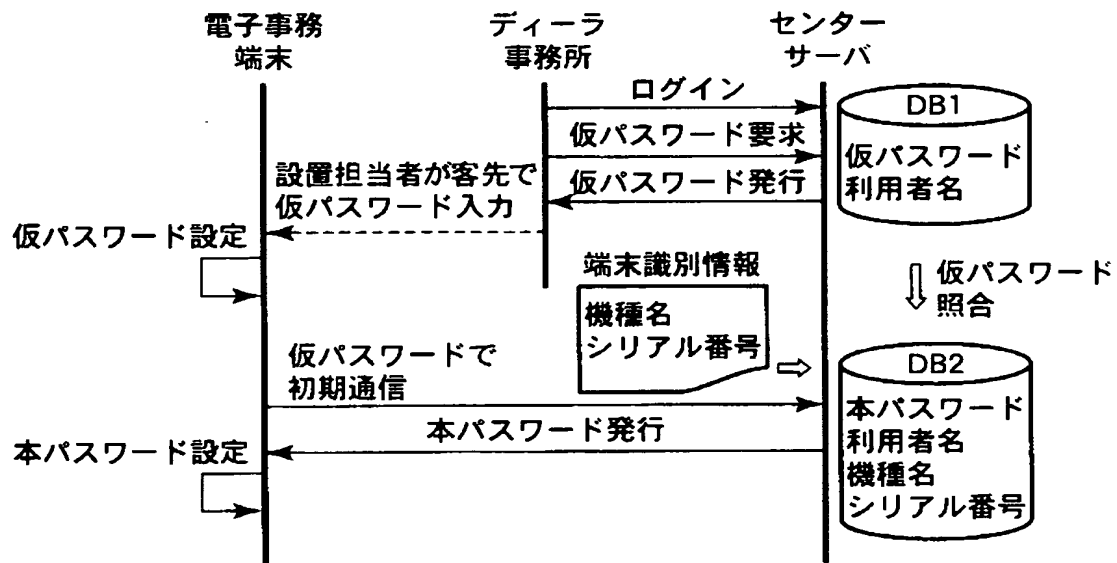 電子事務
端末
ディーラ
事務所
センター
サーバ
ログイン
仮パスワード要求
仮パスワード発行
設置担当者が客先で
仮パスワード入力
仮パスワード設定
DB1
仮パスワード
利用者名
端末識別情報
機種名
シリアル番号
仮パスワード
照合
仮パスワードで
初期通信
本パスワード発行
本パスワード設定
DB2
本パスワード
利用者名
機種名
シリアル番号